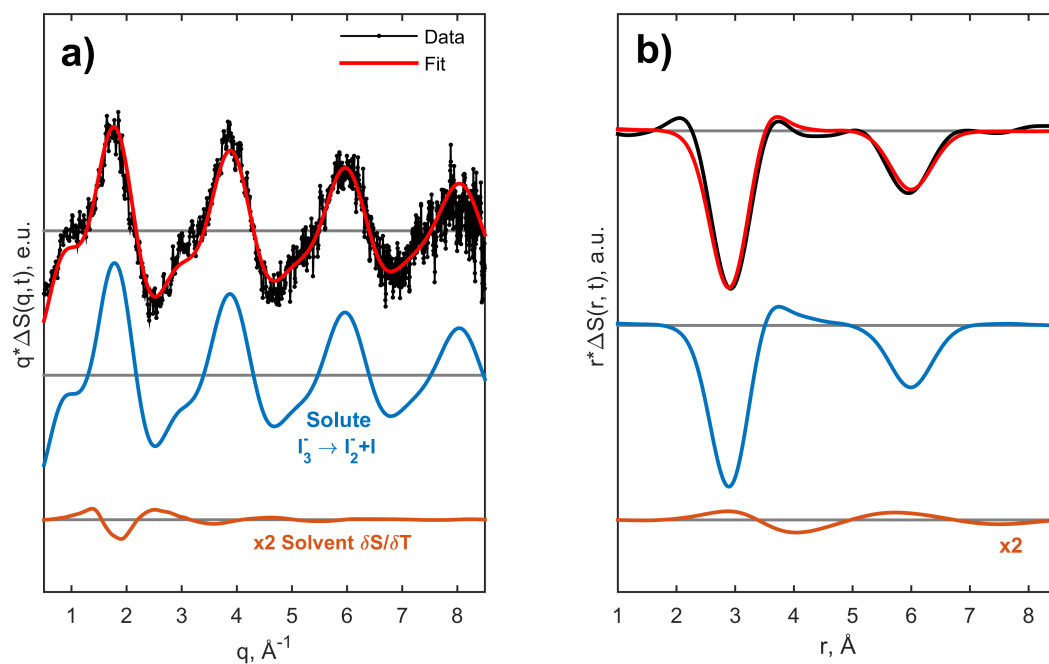 a)
Data
Fit
q*ΔS(q,t), e.u.
Solute
I₃⁻ → I₂⁻+I
x2 Solvent δS/δT
1 2 3 4 5 6 7 8
q, Å⁻¹
b)
r*ΔS(r, t), a.u.
x2
1 2 3 4 5 6 7 8
r, Å